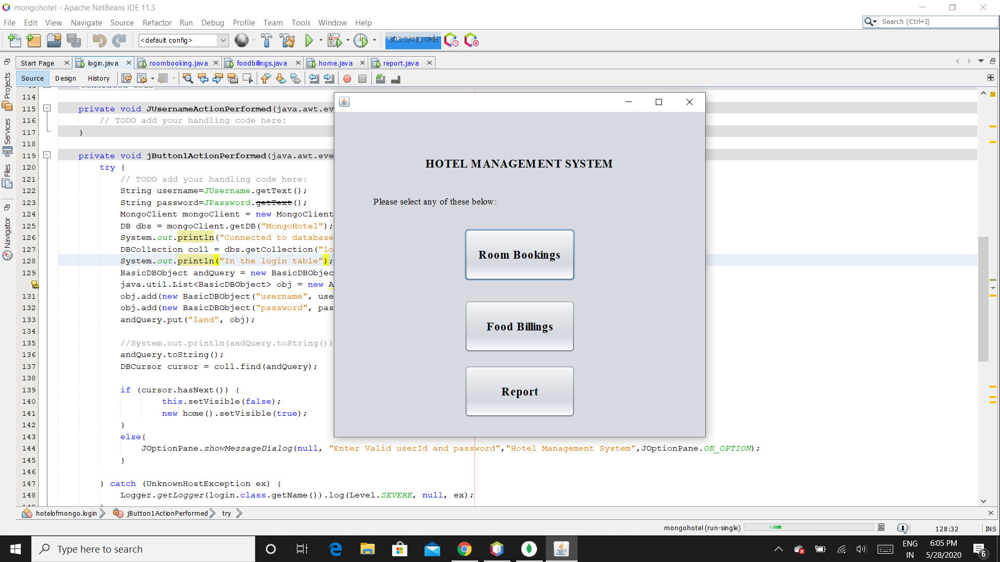 mongohotel - Apache NetBeans IDE 11.3
File Edit View Navigate Source Refactor Run Debug Profile Team Tools Window Help
Search (Ctrl+I)
<default config>
303.3/410.0MB
Start Page
login.java
roombooking.java
foodbillings.java
home.java
report.java
Source
Design
History
Projects
Services
Files
Navigator
114
115 private void JUsernameActionPerformed(java.awt.eve
116 // TODO add your handling code here:
117 }
118
119 private void jButton1ActionPerformed(java.awt.eve
120 try {
121 // TODO add your handling code here:
122 String username=JUsername.getText();
123 String password=JPassword.getText();
124 MongoClient mongoClient = new MongoClient
125 DB dbs = mongoClient.getDB("MongoHotel");
126 System.out.println("Connected to database
127 DBCollection coll = dbs.getCollection("lo
128 System.out.println("In the login table");
129 BasicDBObject andQuery = new BasicDBObjec
java.util.List<BasicDBObject> obj = new A
131 obj.add(new BasicDBObject("username", use
132 obj.add(new BasicDBObject("password", pas
133 andQuery.put("$and", obj);
134
135 //System.out.println(andQuery.toString())
136 andQuery.toString();
137 DBCursor cursor = coll.find(andQuery);
138
139 if (cursor.hasNext()) {
140 this.setVisible(false);
141 new home().setVisible(true);
142 }
143 else{
144 JOptionPane.showMessageDialog(null, "Enter Valid userId and password","Hotel Management System",JOptionPane.OK_OPTION);
145 }
146
147 } catch (UnknownHostException ex) {
148 Logger.getLogger(login.class.getName()).log(Level.SEVERE, null, ex);
HOTEL MANAGEMENT SYSTEM
Please select any of these below:
Room Bookings
Food Billings
Report
hotelofmongo.login
jButton1ActionPerformed
try
mongohotel (run-single)
1
128:32
INS
Type here to search
ENG
IN
6:05 PM
5/28/2020
6